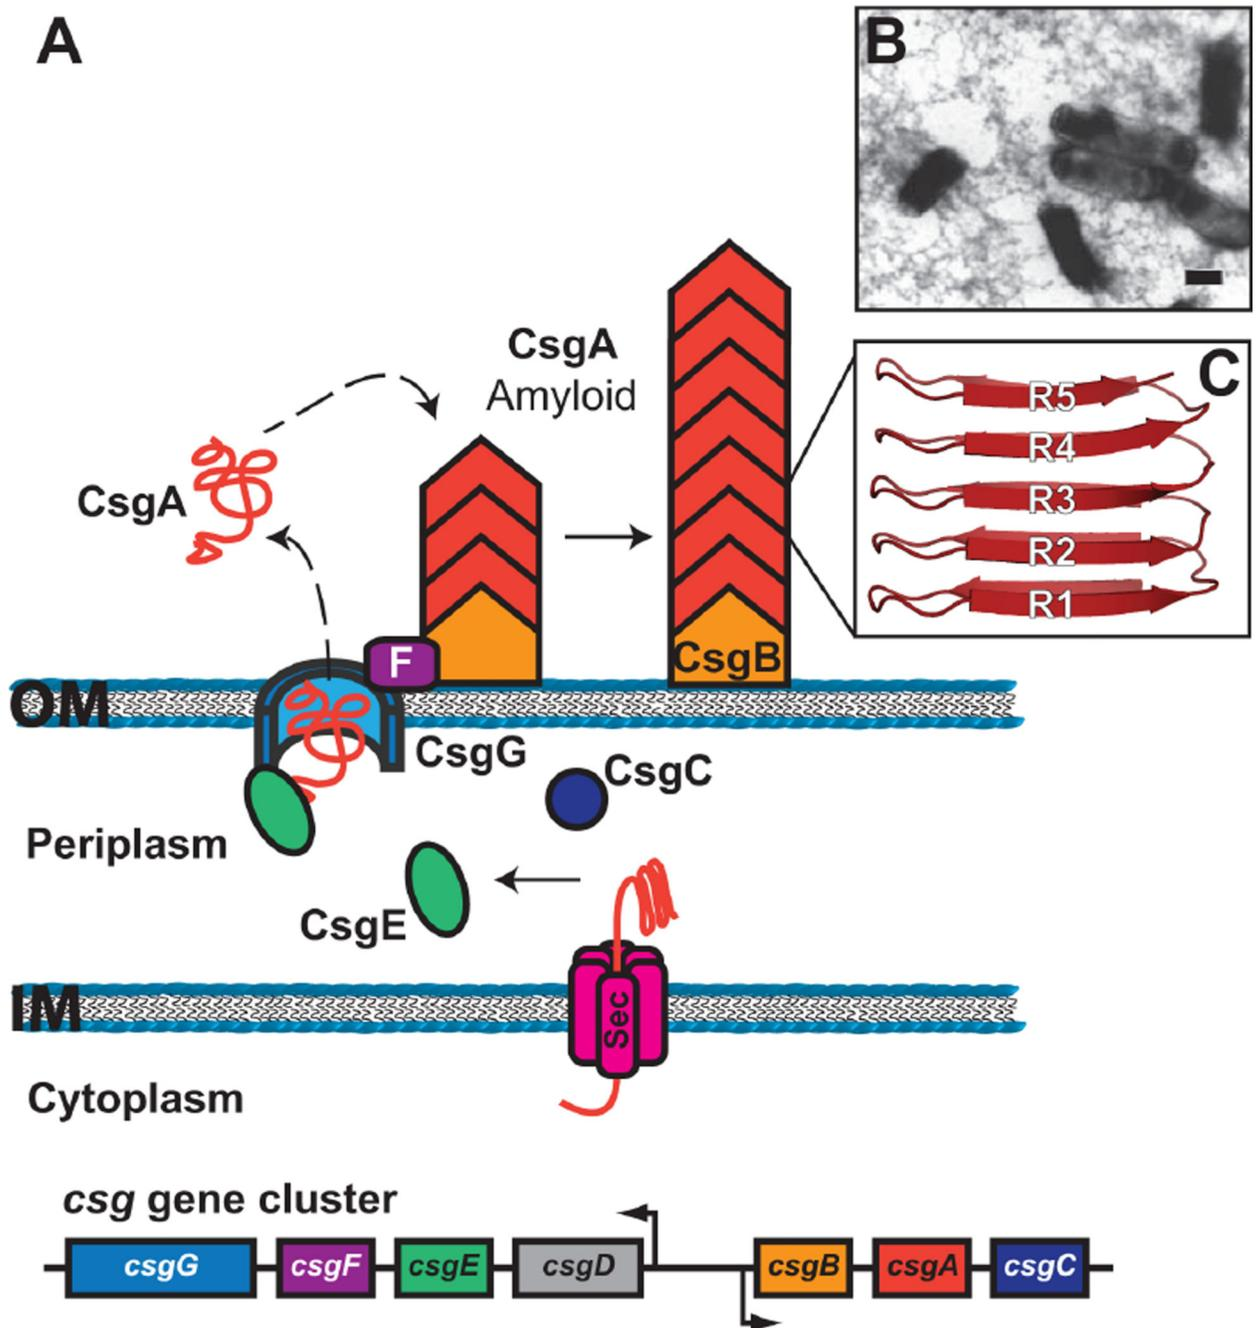 A
B
CsgA
Amyloid
C
R5
R4
R3
R2
R1
CsgA
F
CsgB
OM
CsgG
CsgC
Periplasm
CsgE
IM
Sec
Cytoplasm
csg gene cluster
csgG csgF csgE csgD csgB csgA csgC